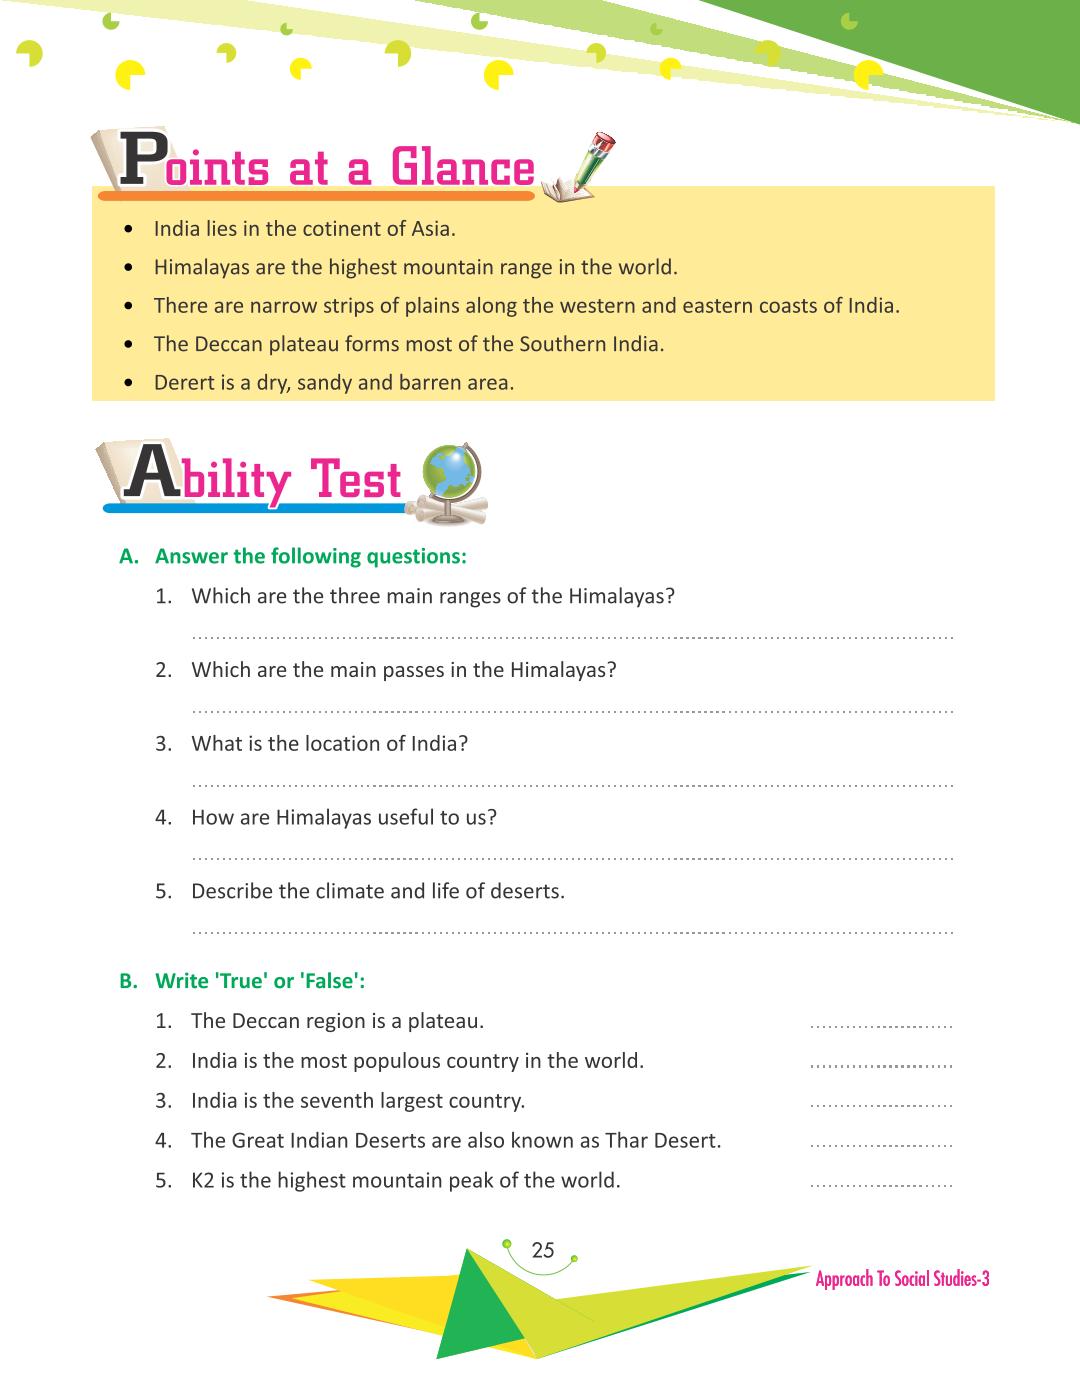 Points at a Glance
• India lies in the cotinent of Asia.
• Himalayas are the highest mountain range in the world.
• There are narrow strips of plains along the western and eastern coasts of India.
• The Deccan plateau forms most of the Southern India.
• Derert is a dry, sandy and barren area.
Ability Test
A. Answer the following questions:
1. Which are the three main ranges of the Himalayas?
2. Which are the main passes in the Himalayas?
3. What is the location of India?
4. How are Himalayas useful to us?
5. Describe the climate and life of deserts.
B. Write 'True' or 'False':
1. The Deccan region is a plateau.
2. India is the most populous country in the world.
3. India is the seventh largest country.
4. The Great Indian Deserts are also known as Thar Desert.
5. K2 is the highest mountain peak of the world.
25
Approach To Social Studies-3